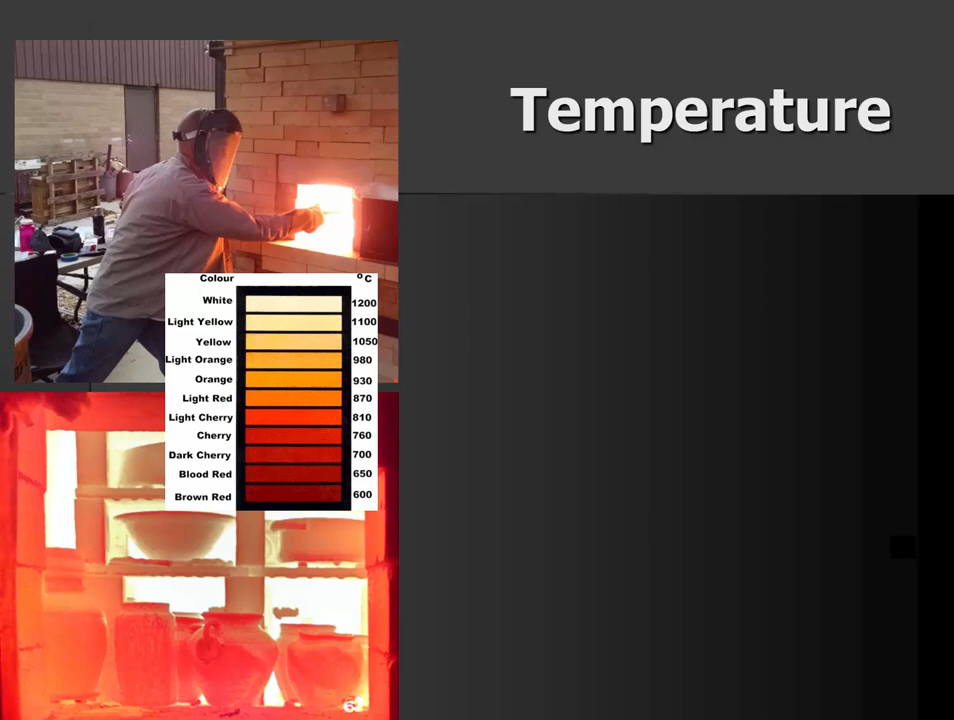 Temperature
Colour °C
White 1200
Light Yellow 1100
Yellow 1050
Light Orange 980
Orange 930
Light Red 870
Light Cherry 810
Cherry 760
Dark Cherry 700
Blood Red 650
Brown Red 600